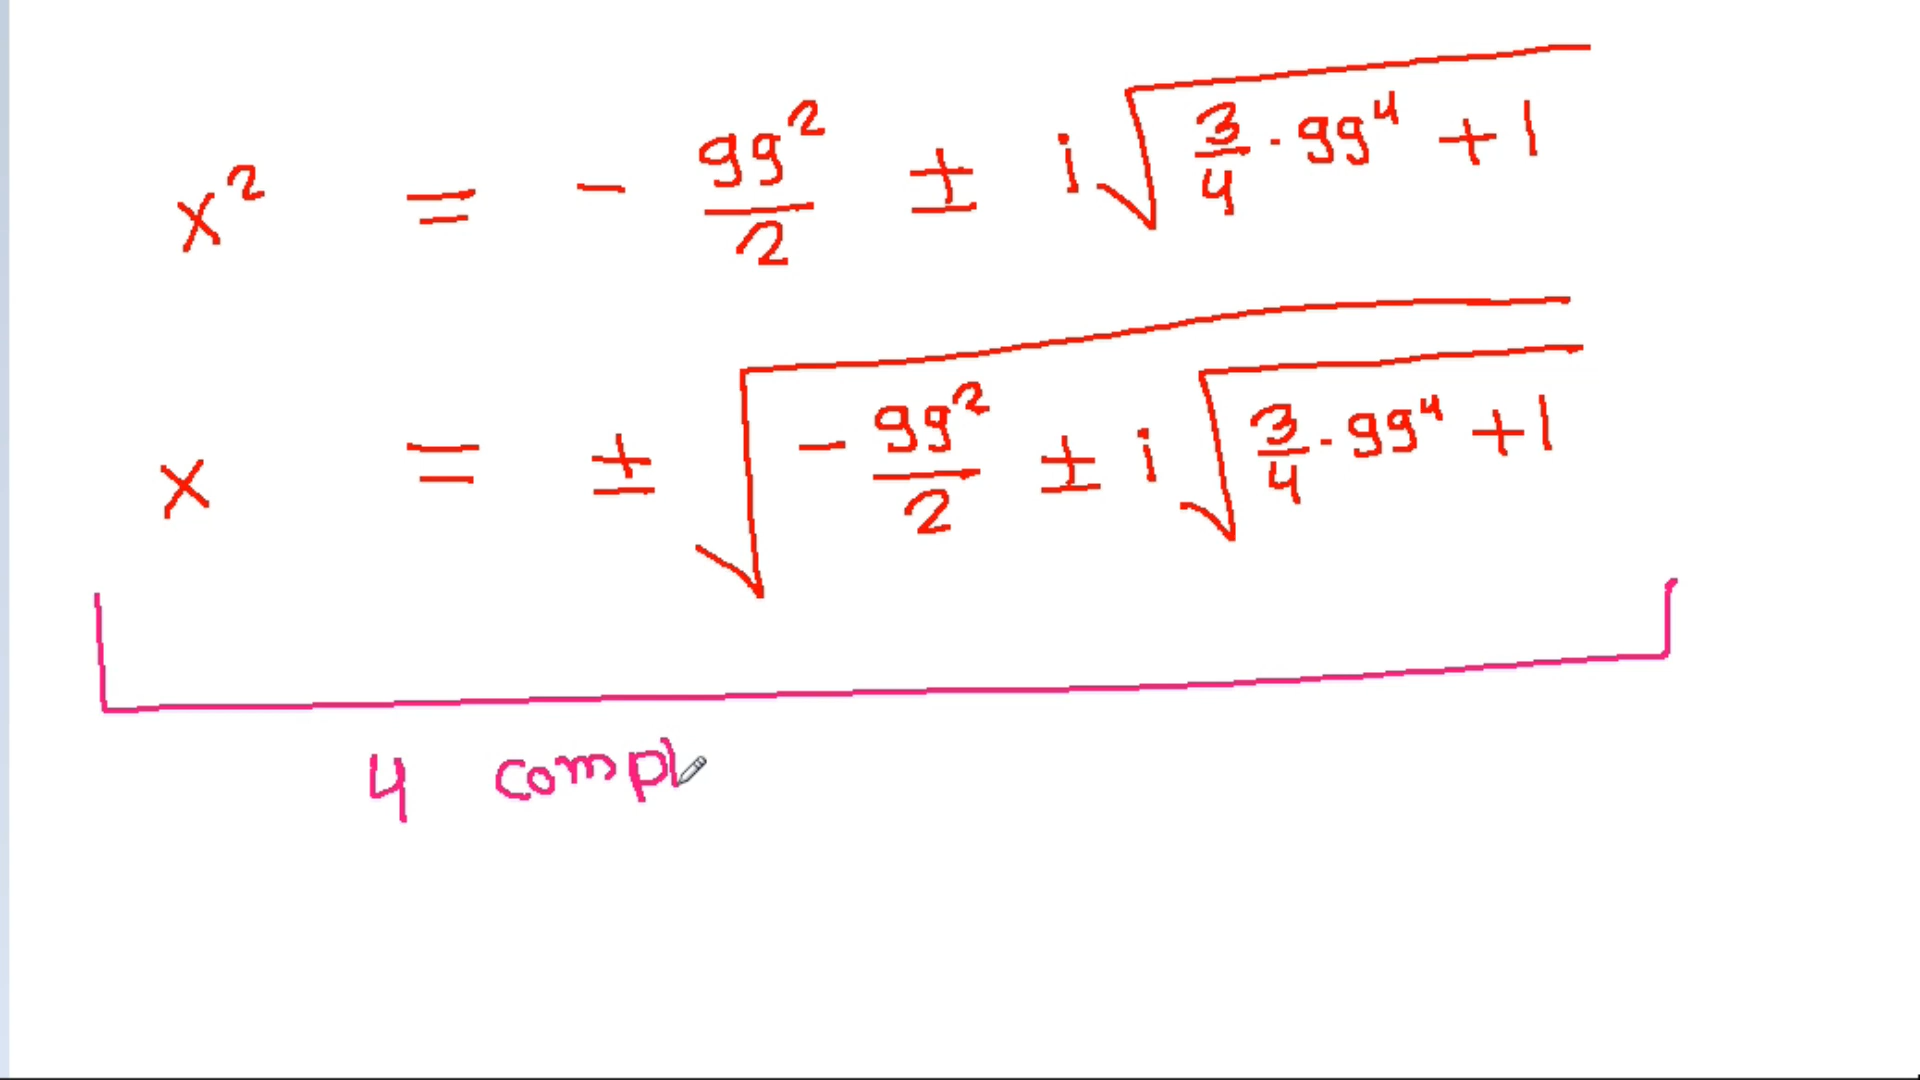 x² = - 99²/2 ± i√(3/4 · 99⁴ + 1)
x = ± √(- 99²/2 ± i√(3/4 · 99⁴ + 1))
4 compl